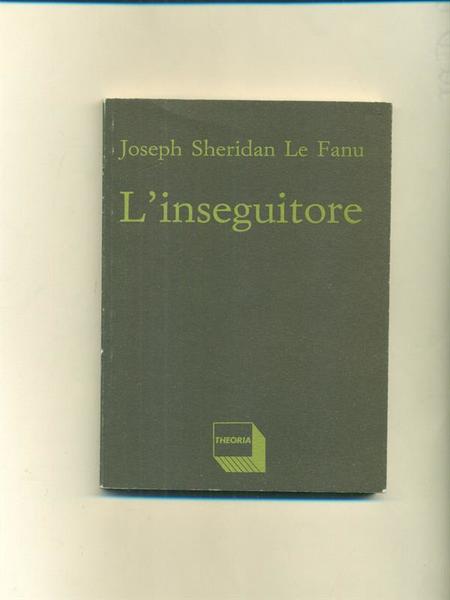 Joseph Sheridan Le Fanu
L'inseguitore
THEORIA